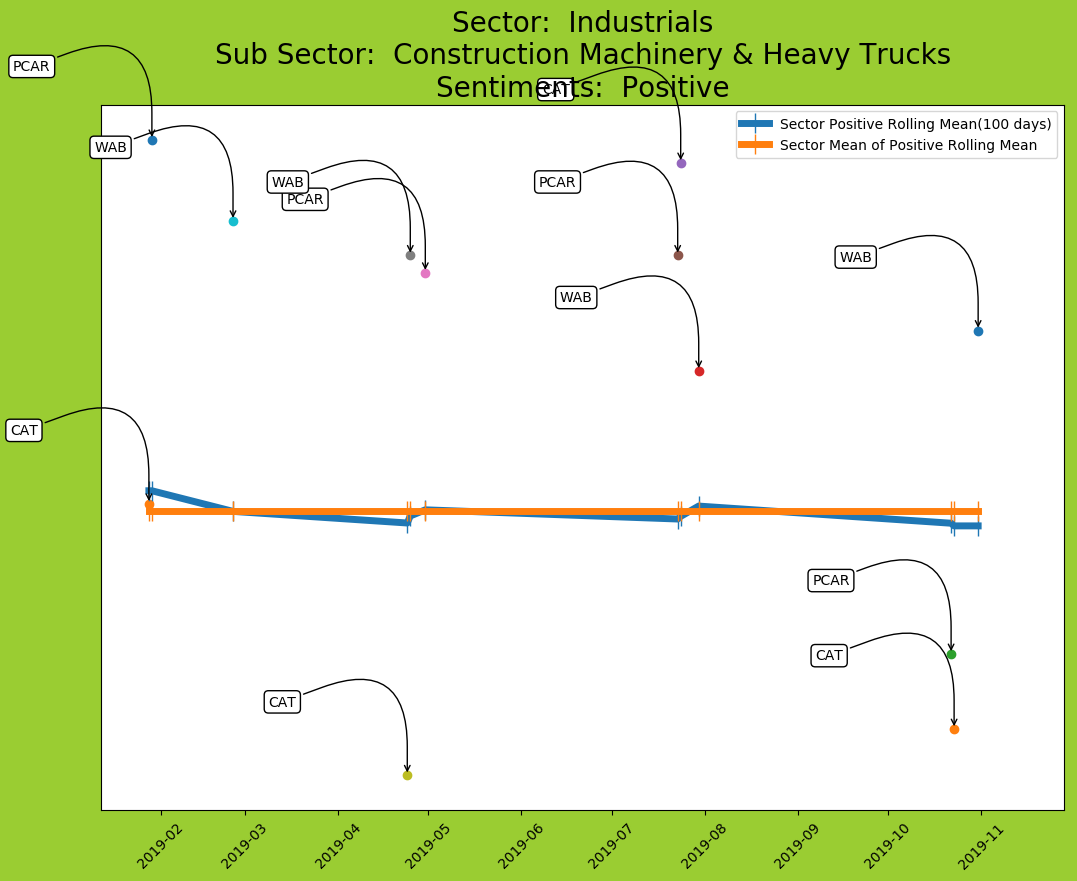 Sector:  Industrials
Sub Sector:  Construction Machinery & Heavy Trucks
Sentiments:  Positive
PCAR
CAT
WAB
Sector Positive Rolling Mean(100 days)
Sector Mean of Positive Rolling Mean
WAB
PCAR
PCAR
WAB
WAB
CAT
PCAR
CAT
CAT
2019-02
2019-03
2019-04
2019-05
2019-06
2019-07
2019-08
2019-09
2019-10
2019-11